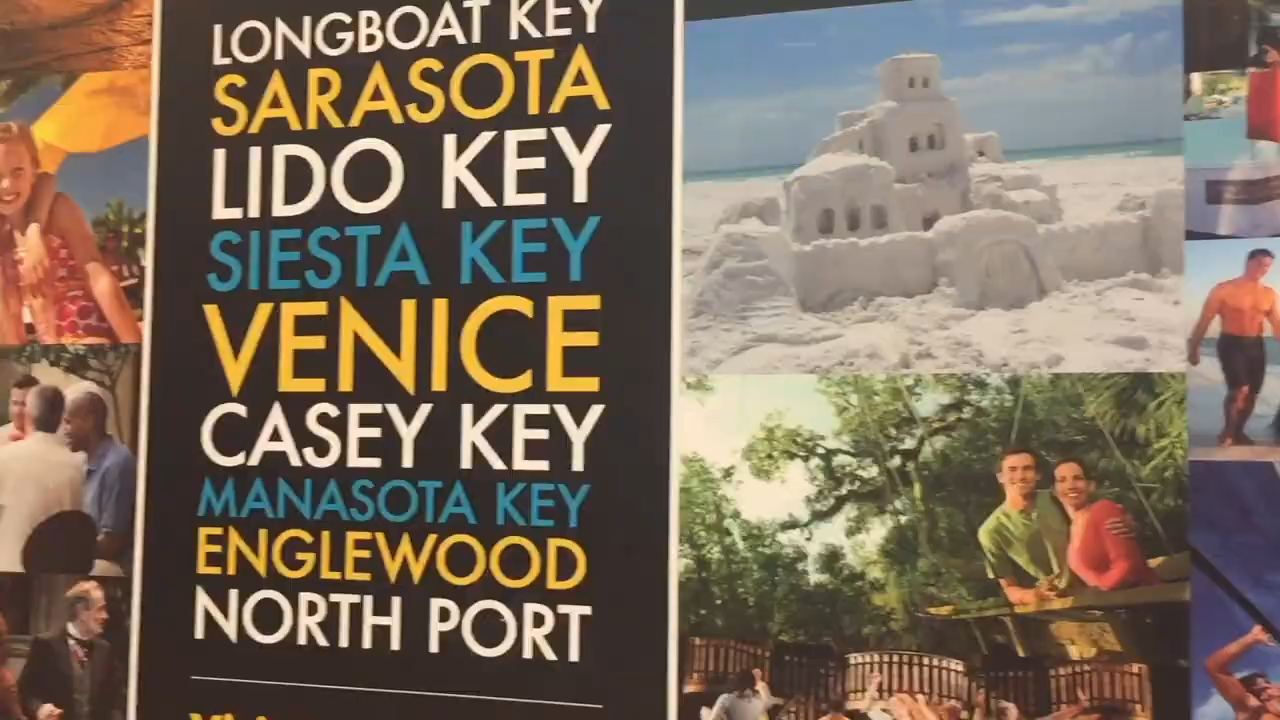 LONGBOAT KEY
SARASOTA
LIDO KEY
SIESTA KEY
VENICE
CASEY KEY
MANASOTA KEY
ENGLEWOOD
NORTH PORT